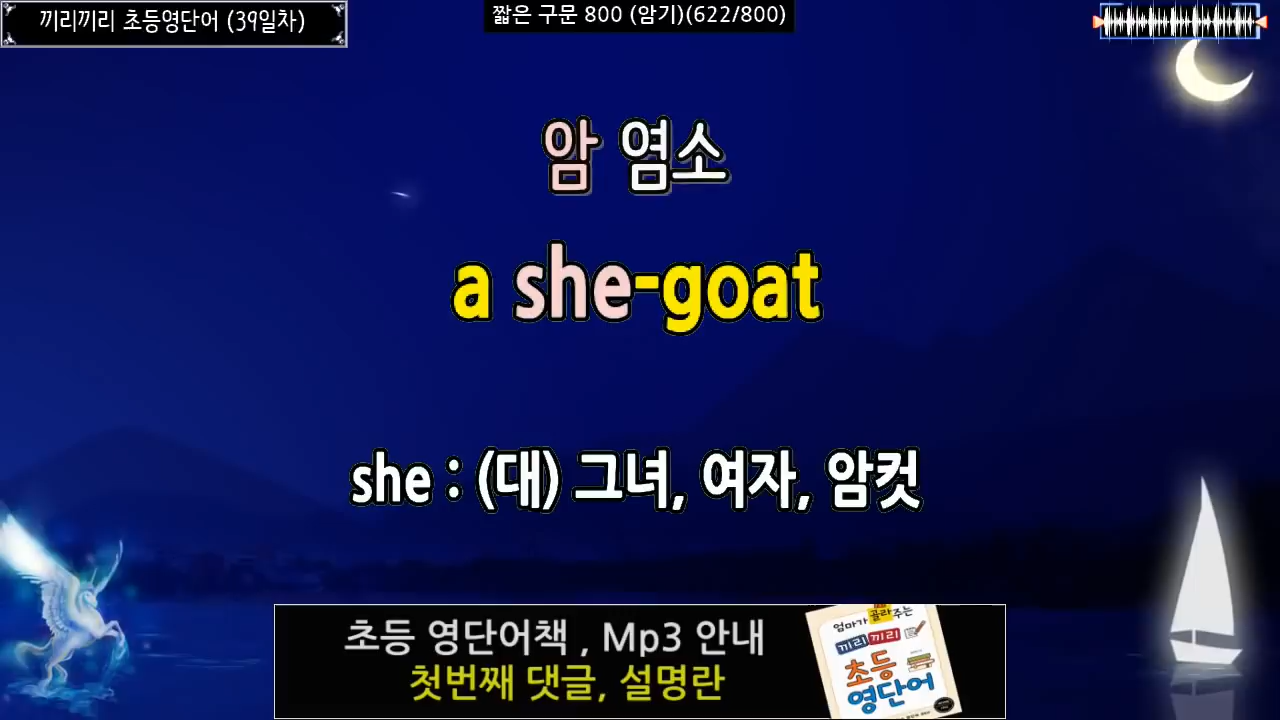 끼리끼리 초등영단어 (39일차)
짧은 구문 800 (암기)(622/800)
암 염소
a she-goat
she : (대) 그녀, 여자, 암컷
초등 영단어책 , Mp3 안내
첫번째 댓글, 설명란
엄마가 골라주는
끼리끼리
초등
영단어